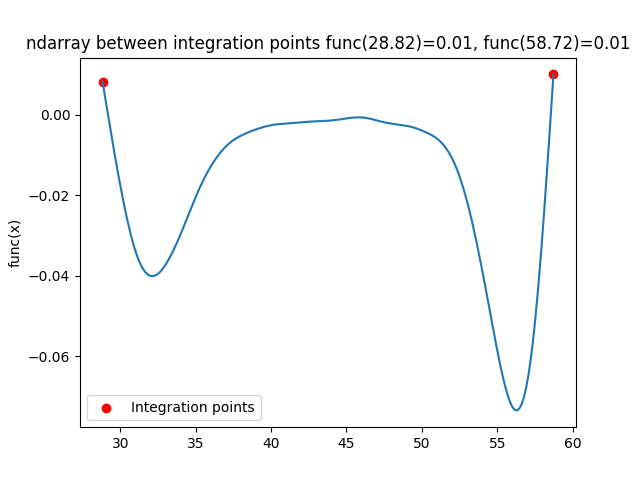 ndarray between integration points func(28.82)=0.01, func(58.72)=0.01
func(x)
0.00
−0.02
−0.04
−0.06
Integration points
30 35 40 45 50 55 60